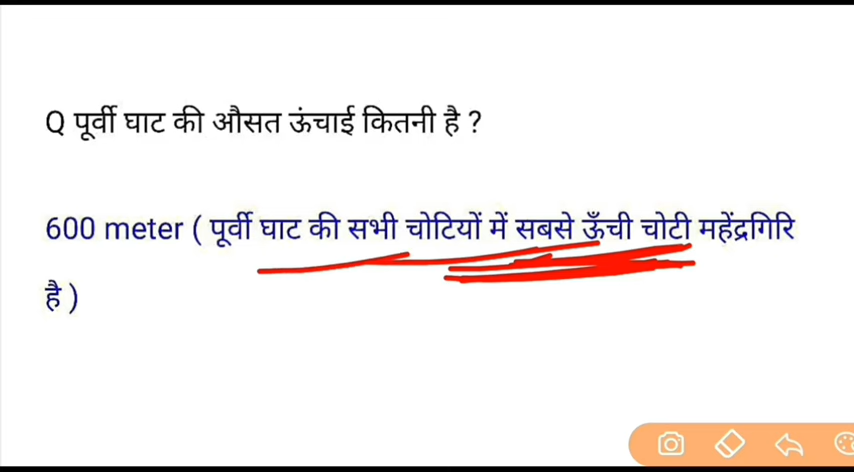 Q पूर्वी घाट की औसत ऊंचाई कितनी है ?
600 meter ( पूर्वी घाट की सभी चोटियों में सबसे ऊँची चोटी महेंद्रगिरि
है )